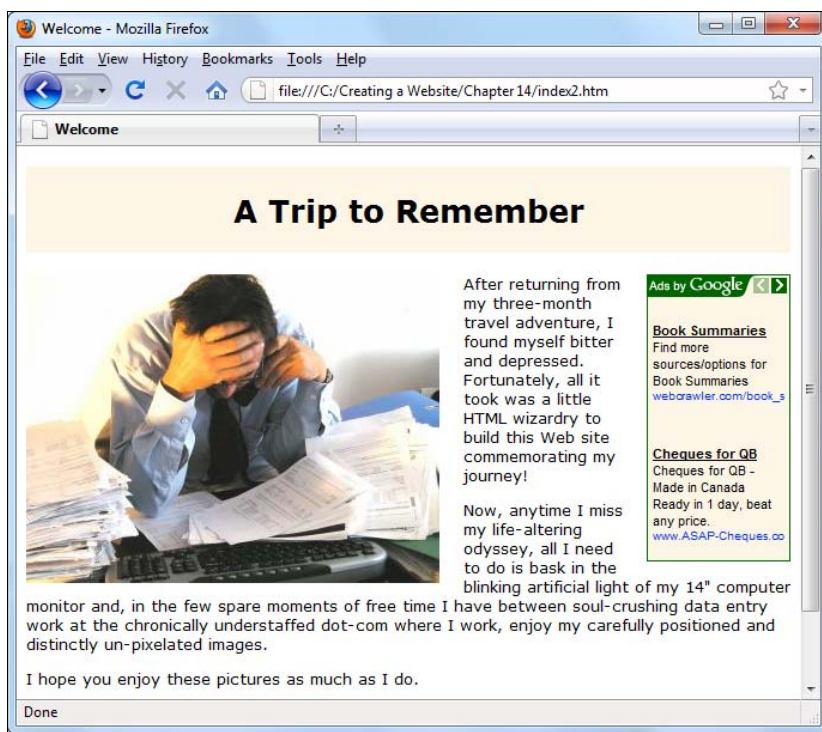 Welcome - Mozilla Firefox
File Edit View History Bookmarks Tools Help
file:///C:/Creating a Website/Chapter 14/index2.htm
Welcome
A Trip to Remember
After returning from
my three-month
travel adventure, I
found myself bitter
and depressed.
Fortunately, all it
took was a little
HTML wizardry to
build this Web site
commemorating my
journey!
Now, anytime I miss
my life-altering
odyssey, all I need
to do is bask in the
blinking artificial light of my 14" computer
monitor and, in the few spare moments of free time I have between soul-crushing data entry
work at the chronically understaffed dot-com where I work, enjoy my carefully positioned and
distinctly un-pixelated images.
I hope you enjoy these pictures as much as I do.
Ads by Google
Book Summaries
Find more
sources/options for
Book Summaries
webcrawler.com/book_s
Cheques for QB
Cheques for QB -
Made in Canada
Ready in 1 day, beat
any price.
www.ASAP-Cheques.co
Done